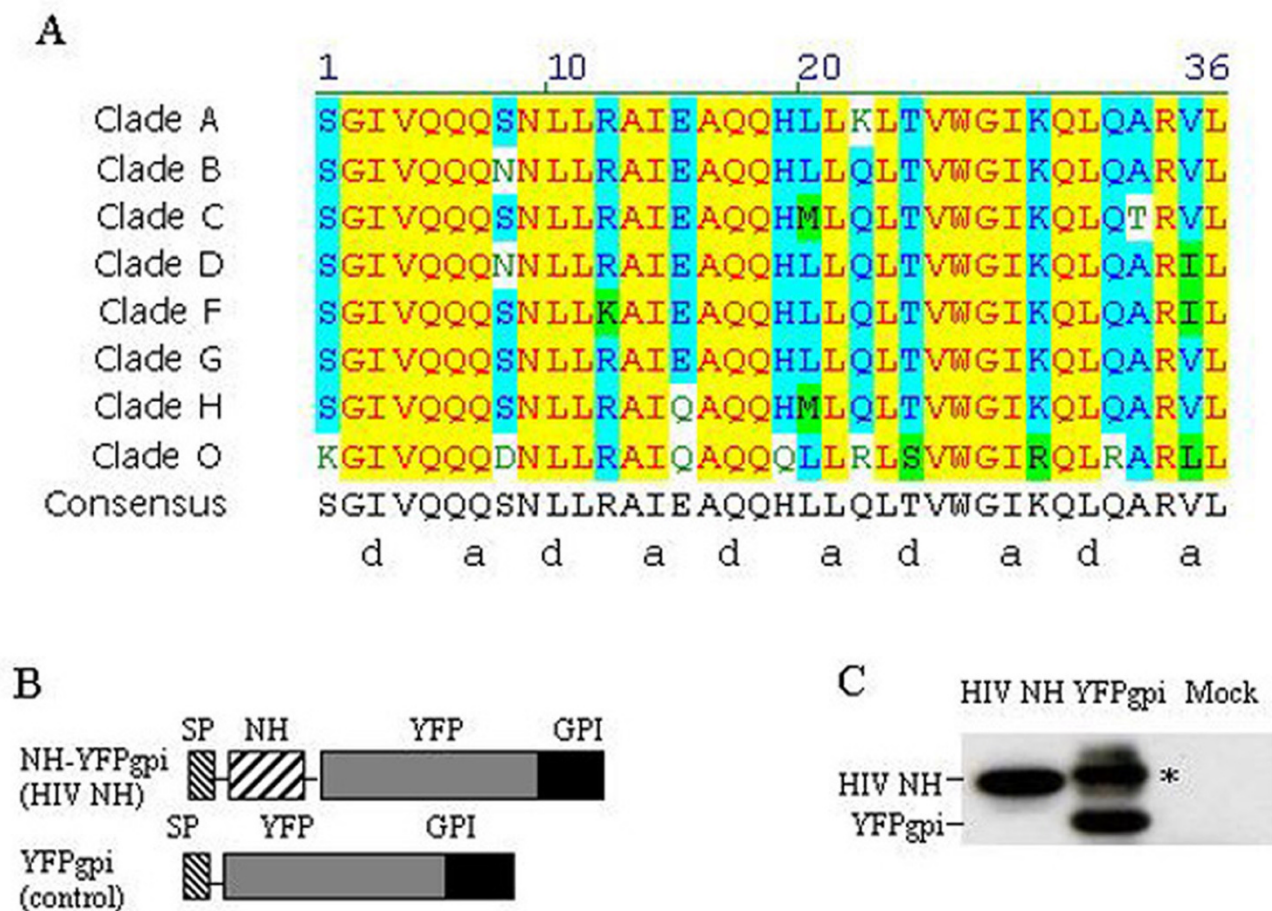 A
1 10 20 36
Clade A SGIVQQQSNLLRAIEAQQHLLKLTVWGIKQLQARVL
Clade B SGIVQQQNNLLRAIEAQQHLLQLTVWGIKQLQARVL
Clade C SGIVQQQSNLLRAIEAQQHMLQLTVWGIKQLQTRVL
Clade D SGIVQQQNNLLRAIEAQQHLLQLTVWGIKQLQARIL
Clade F SGIVQQQSNLLKAIEAQQHLLQLTVWGIKQLQARIL
Clade G SGIVQQQSNLLRAIEAQQHLLQLTVWGIKQLQARVL
Clade H SGIVQQQSNLLRAIQAQQHMLQLTVWGIKQLQARVL
Clade O KGIVQQQDNLLRAIQAQQQLLRLSVWGIRQLRARLL
Consensus SGIVQQQSNLLRAIEAQQHLLQLTVWGIKQLQARVL
d a d a d a d a d a
B
SP NH YFP GPI
NH-YFPgpi
(HIV NH)
SP YFP GPI
YFPgpi
(control)
C
HIV NH YFPgpi Mock
HIV NH *
YFPgpi